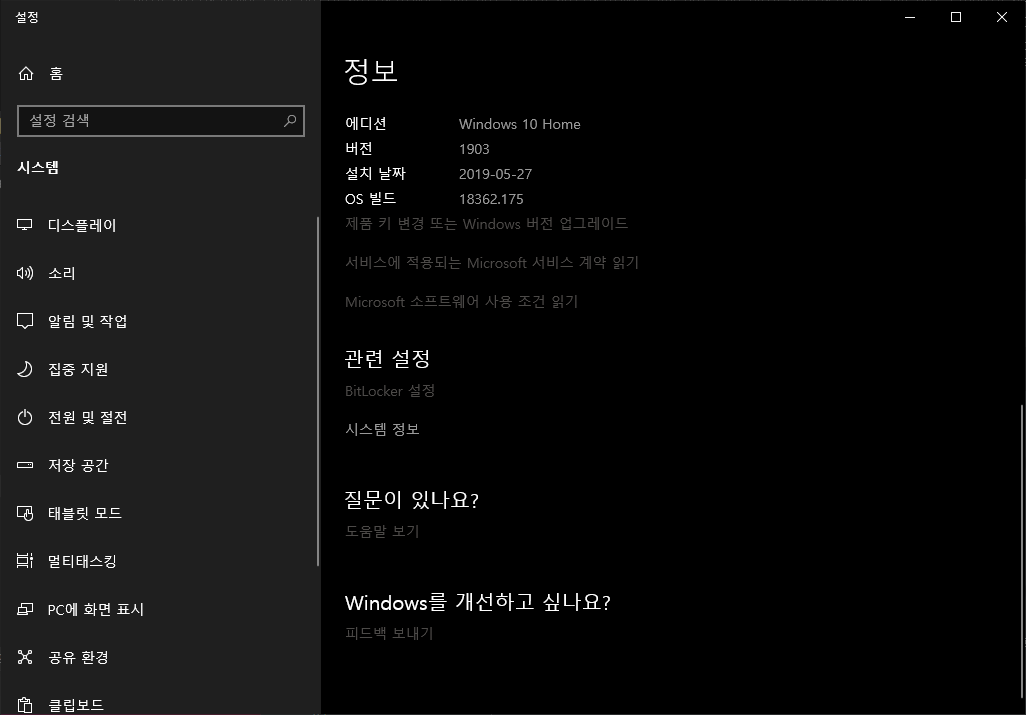 설정
홈
설정 검색
시스템
디스플레이
소리
알림 및 작업
집중 지원
전원 및 절전
저장 공간
태블릿 모드
멀티태스킹
PC에 화면 표시
공유 환경
클립보드
정보
에디션 Windows 10 Home
버전 1903
설치 날짜 2019-05-27
OS 빌드 18362.175
제품 키 변경 또는 Windows 버전 업그레이드
서비스에 적용되는 Microsoft 서비스 계약 읽기
Microsoft 소프트웨어 사용 조건 읽기
관련 설정
BitLocker 설정
시스템 정보
질문이 있나요?
도움말 보기
Windows를 개선하고 싶나요?
피드백 보내기